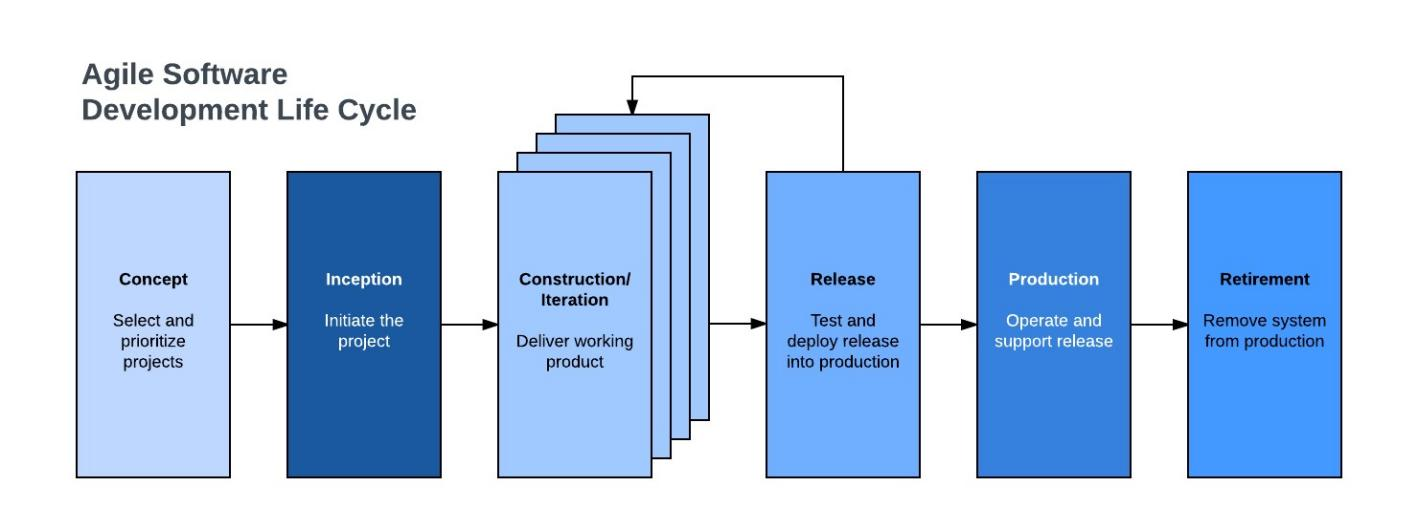 Agile Software
Development Life Cycle
Concept
Select and
prioritize
projects
Inception
Initiate the
project
Construction/
Iteration
Deliver working
product
Release
Test and
deploy release
into production
Production
Operate and
support release
Retirement
Remove system
from production